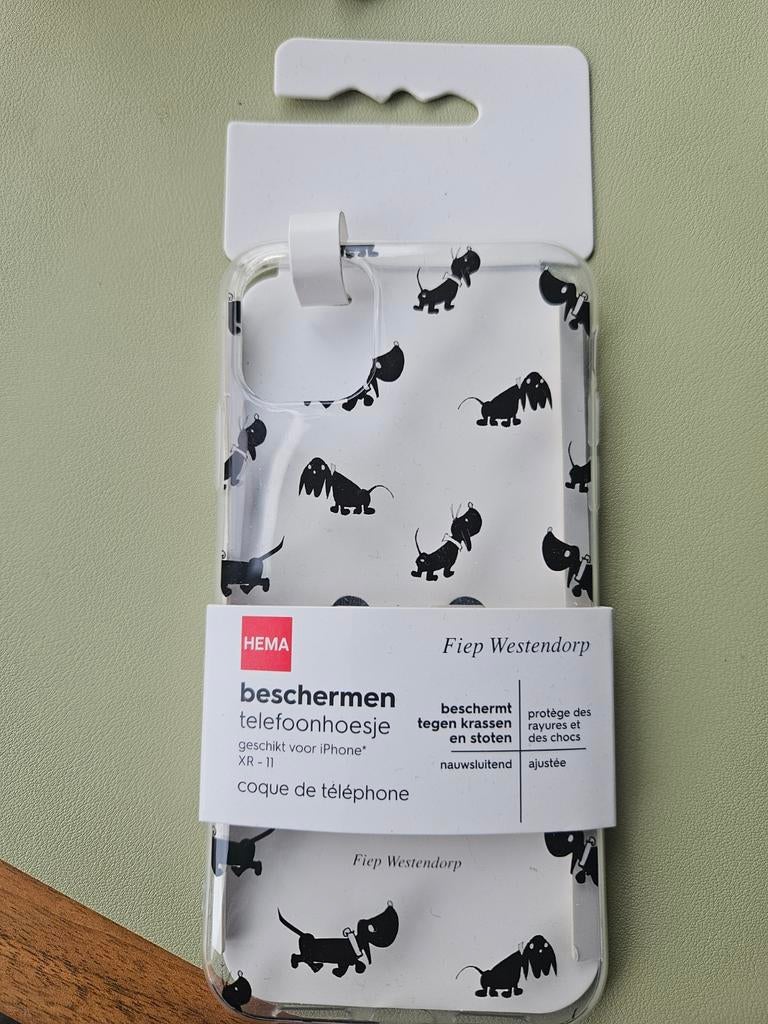 HEMA
Fiep Westendorp
beschermen
telefoonhoesje
geschikt voor iPhone*
XR - 11
coque de téléphone
beschermt
tegen krassen
en stoten
protège des
rayures et
des chocs
nauwsluitend
ajustée
Fiep Westendorp